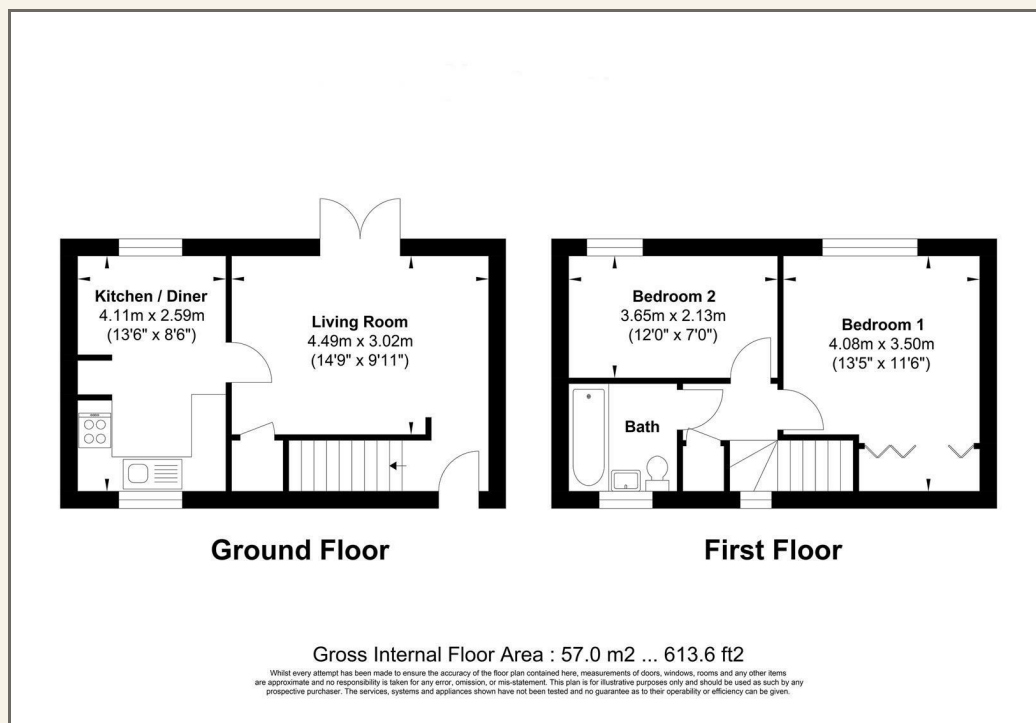 Kitchen / Diner
4.11m x 2.59m
(13'6" x 8'6")
Living Room
4.49m x 3.02m
(14'9" x 9'11")
Bedroom 2
3.65m x 2.13m
(12'0" x 7'0")
Bedroom 1
4.08m x 3.50m
(13'5" x 11'6")
Bath
Ground Floor
First Floor
Gross Internal Floor Area : 57.0 m2 ... 613.6 ft2
Whilst every attempt has been made to ensure the accuracy of the floor plan contained here, measurements of doors, windows, rooms and any other items
are approximate and no responsibility is taken for any error, omission, or mis-statement. This plan is for illustrative purposes only and should be used as such by any
prospective purchaser. The services, systems and appliances shown have not been tested and no guarantee as to their operability or efficiency can be given.